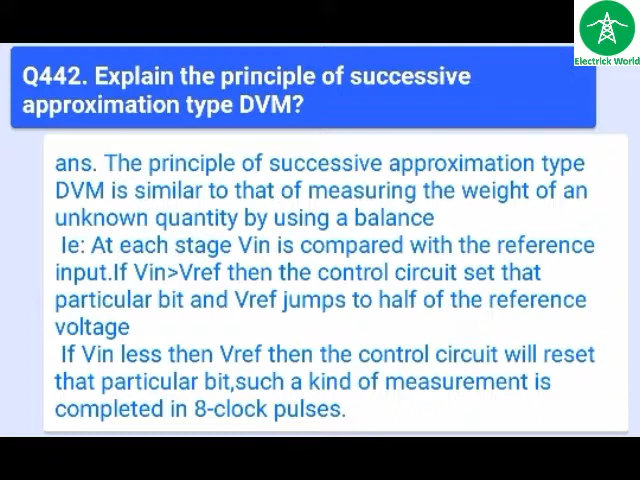 Electrick World
Q442. Explain the principle of successive
approximation type DVM?
ans. The principle of successive approximation type
DVM is similar to that of measuring the weight of an
unknown quantity by using a balance
Ie: At each stage Vin is compared with the reference
input.If Vin>Vref then the control circuit set that
particular bit and Vref jumps to half of the reference
voltage
If Vin less then Vref then the control circuit will reset
that particular bit,such a kind of measurement is
completed in 8-clock pulses.